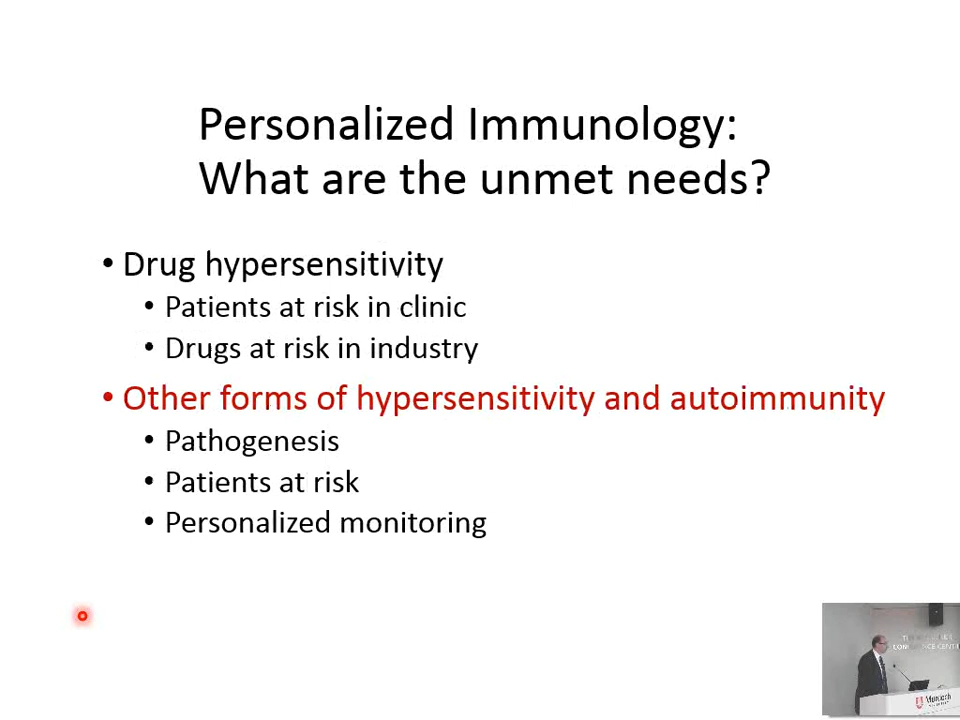 Personalized Immunology:
What are the unmet needs?
• Drug hypersensitivity
• Patients at risk in clinic
• Drugs at risk in industry
• Other forms of hypersensitivity and autoimmunity
• Pathogenesis
• Patients at risk
• Personalized monitoring
Murdoch